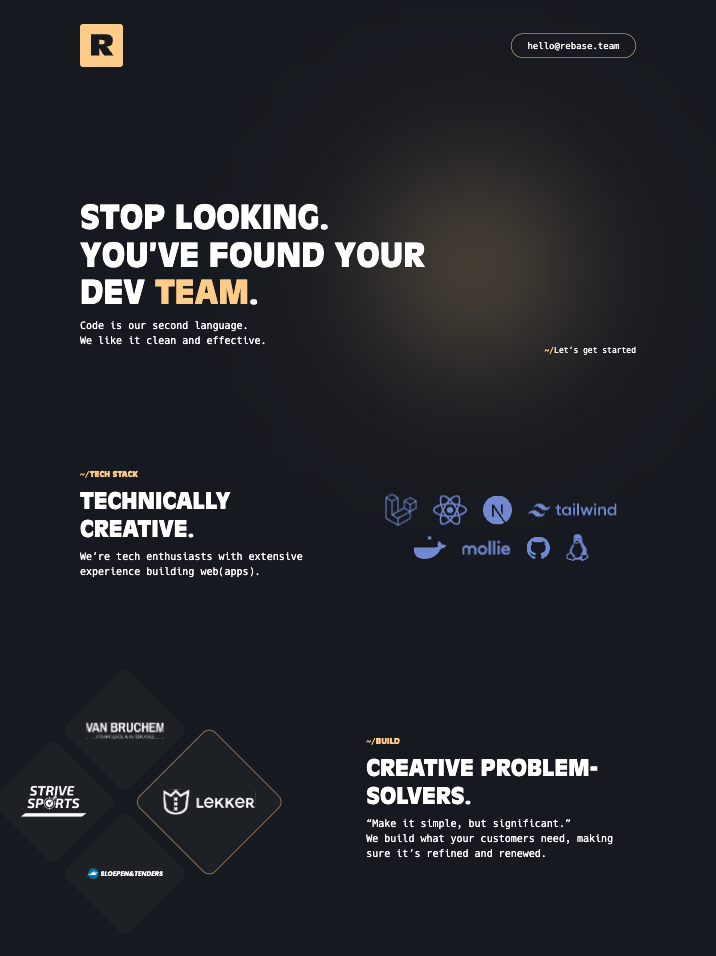 R
hello@rebase.team
STOP LOOKING.
YOU'VE FOUND YOUR
DEV TEAM.
Code is our second language.
We like it clean and effective.
~/Let's get started
~/TECH STACK
TECHNICALLY
CREATIVE.
We're tech enthusiasts with extensive
experience building web(apps).
N
tailwind
mollie
VAN BRUCHEM
STRIVE
SPORTS
LEKKER
SLOEPEN&TENDERS
~/BUILD
CREATIVE PROBLEM-
SOLVERS.
“Make it simple, but significant.”
We build what your customers need, making
sure it's refined and renewed.